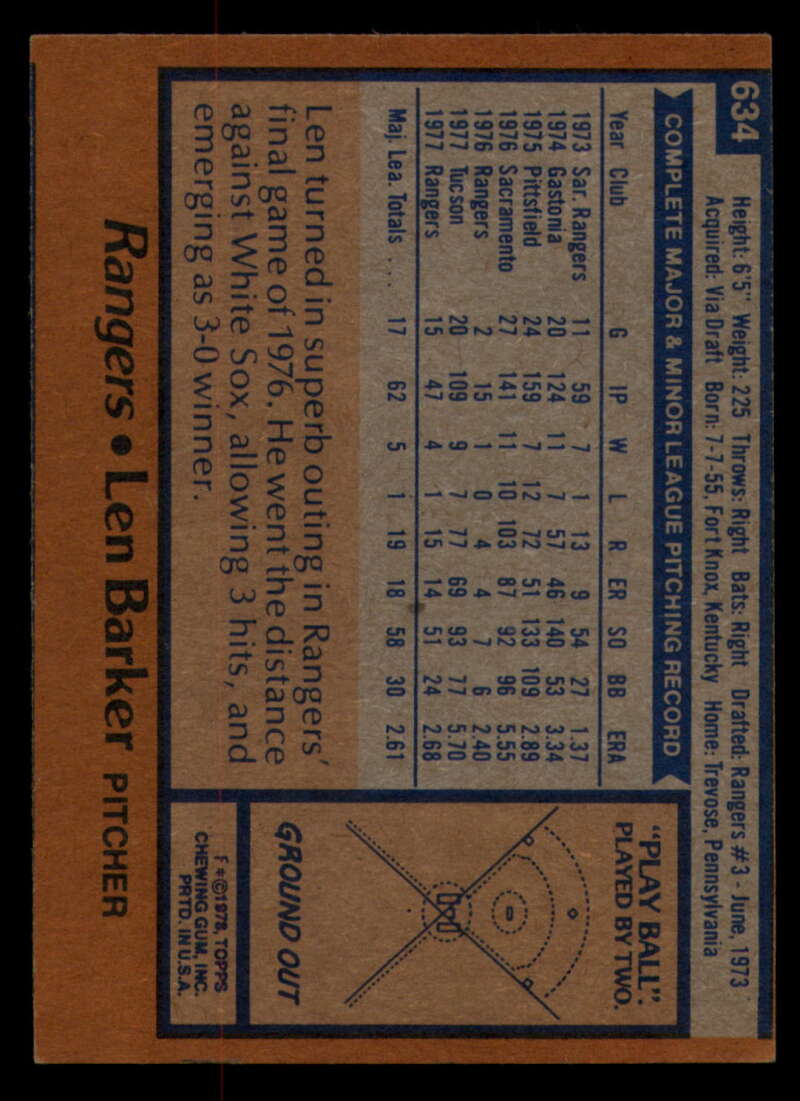 634
Height: 6'5" Weight: 225 Throws: Right Bats: Right Drafted: Rangers #3 - June, 1973
Acquired: Via Draft Born: 7-7-55, Fort Knox, Kentucky Home: Trevose, Pennsylvania
COMPLETE MAJOR & MINOR LEAGUE PITCHING RECORD
Year Club G IP W L R ER SO BB ERA
1973 Sar. Rangers 11 59 7 1 13 9 54 27 1.37
1974 Gastonia 20 124 11 7 57 46 140 53 3.34
1975 Pittsfield 24 159 7 12 72 51 133 109 2.89
1976 Sacramento 27 141 11 10 103 87 92 96 5.55
1976 Rangers 2 15 1 0 4 4 7 6 2.40
1977 Tucson 20 109 9 7 77 69 93 77 5.70
1977 Rangers 15 47 4 1 15 14 51 24 2.68
Maj. Lea. Totals .... 17 62 5 1 19 18 58 30 2.61
Len turned in superb outing in Rangers'
final game of 1976. He went the distance
against White Sox, allowing 3 hits, and
emerging as 3-0 winner.
"PLAY BALL":
PLAYED BY TWO.
GROUND OUT
F*©1978, TOPPS
CHEWING GUM, INC.
PRTD. IN U.S.A.
Rangers • Len Barker PITCHER